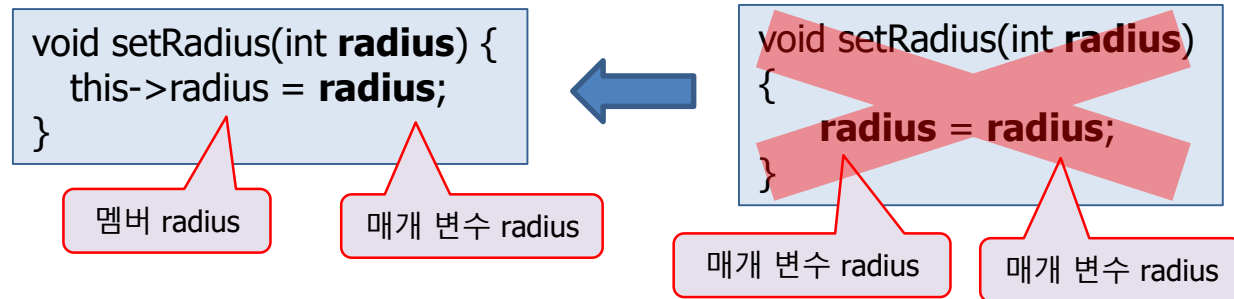 void setRadius(int radius) {
this->radius = radius;
}
멤버 radius
매개 변수 radius
void setRadius(int radius)
{
radius = radius;
}
매개 변수 radius
매개 변수 radius